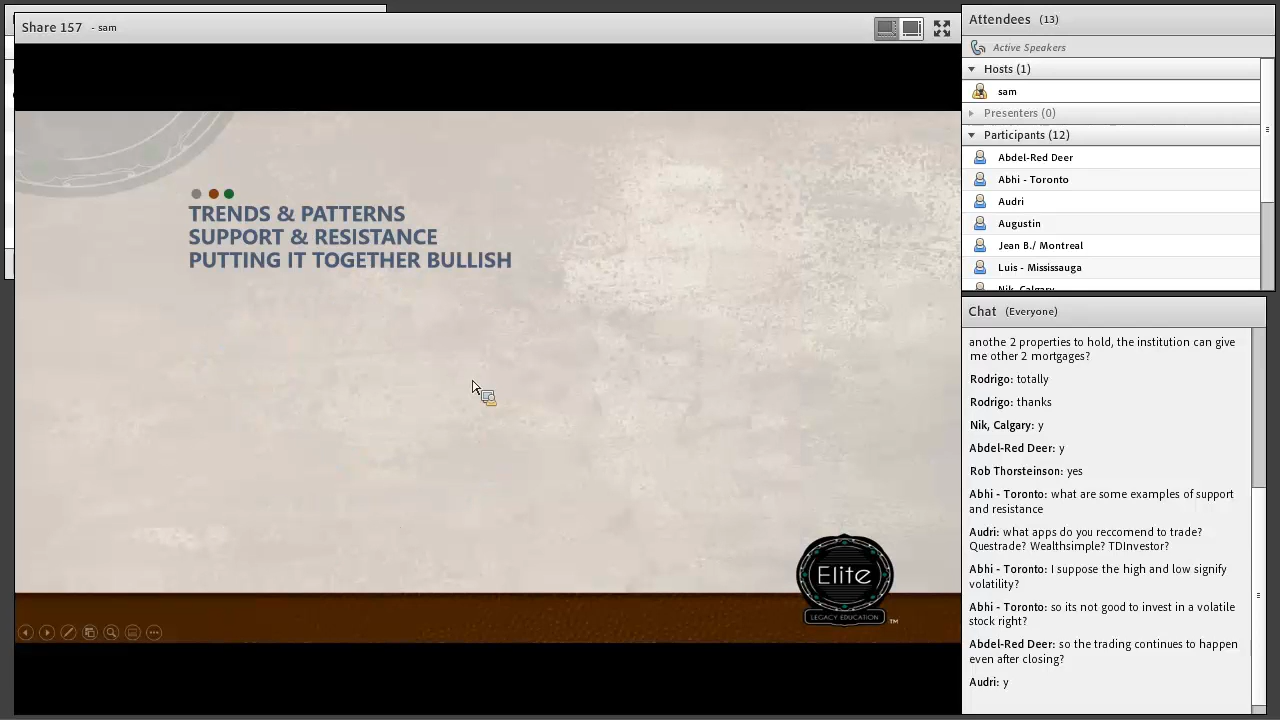 Share 157 - sam
TRENDS & PATTERNS
SUPPORT & RESISTANCE
PUTTING IT TOGETHER BULLISH
Elite
LEGACY EDUCATION
TM
Attendees (13)
Active Speakers
Hosts (1)
sam
Presenters (0)
Participants (12)
Abdel-Red Deer
Abhi - Toronto
Audri
Augustin
Jean B./ Montreal
Luis - Mississauga
Nik, Calgary
Chat (Everyone)
anothe 2 properties to hold, the institution can give
me other 2 mortgages?
Rodrigo: totally
Rodrigo: thanks
Nik, Calgary: y
Abdel-Red Deer: y
Rob Thorsteinson: yes
Abhi - Toronto: what are some examples of support
and resistance
Audri: what apps do you reccomend to trade?
Questrade? Wealthsimple? TDInvestor?
Abhi - Toronto: I suppose the high and low signify
volatility?
Abhi - Toronto: so its not good to invest in a volatile
stock right?
Abdel-Red Deer: so the trading continues to happen
even after closing?
Audri: y